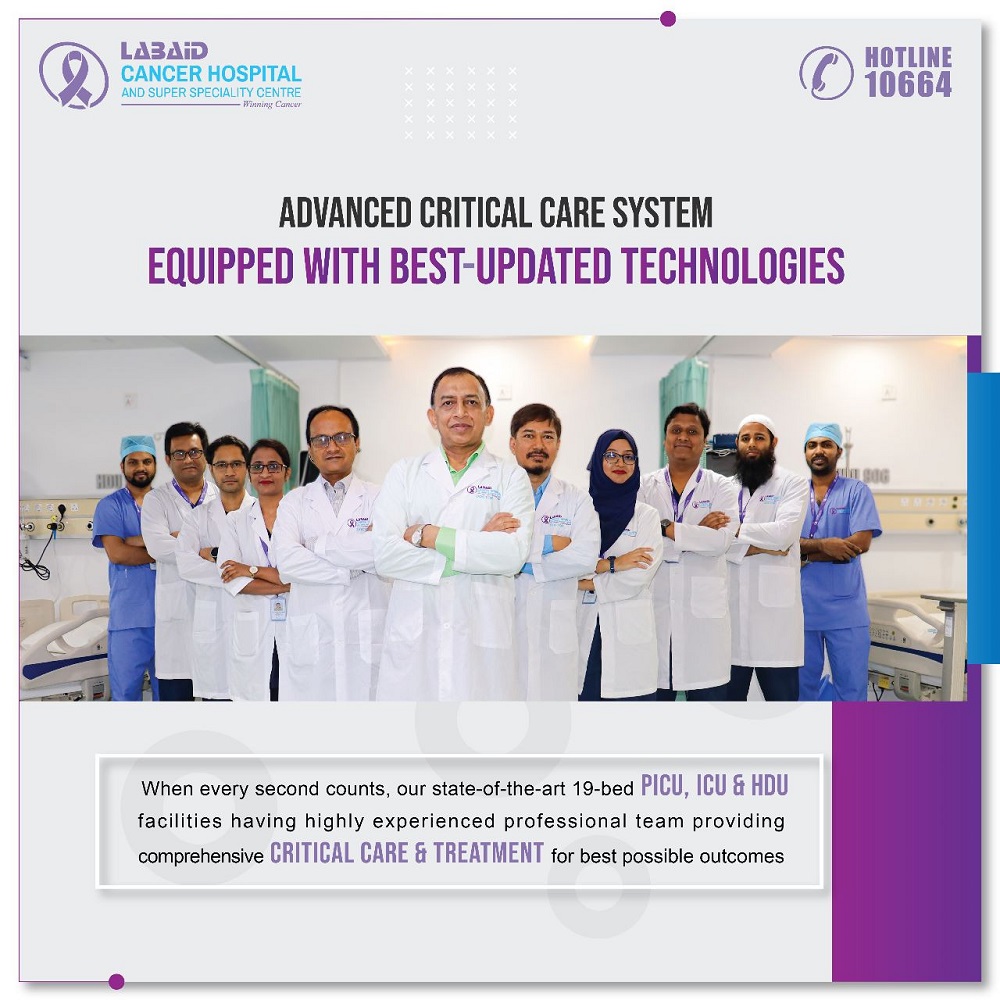 LABAID
CANCER HOSPITAL
AND SUPER SPECIALITY CENTRE
Winning Cancer
HOTLINE
10664
ADVANCED CRITICAL CARE SYSTEM
EQUIPPED WITH BEST-UPDATED TECHNOLOGIES
When every second counts, our state-of-the-art 19-bed PICU, ICU & HDU
facilities having highly experienced professional team providing
comprehensive CRITICAL CARE & TREATMENT for best possible outcomes